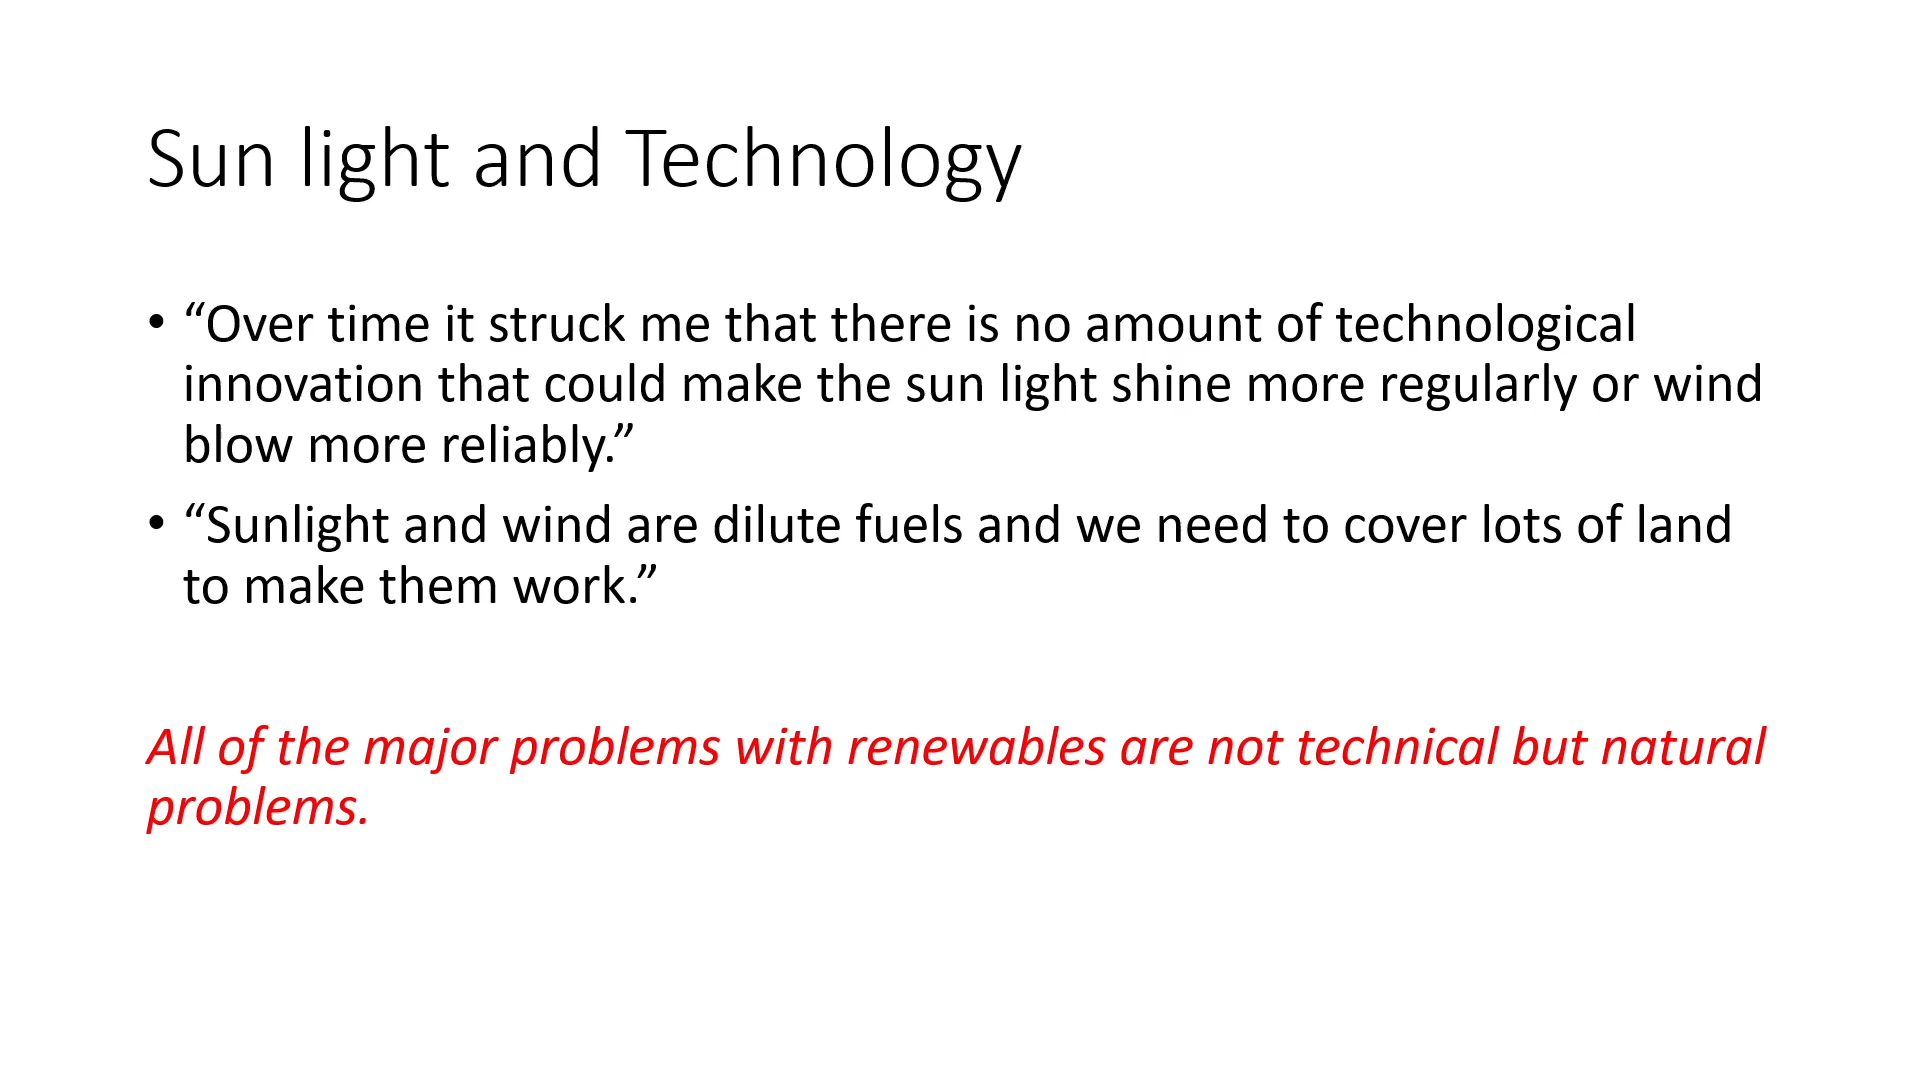 Sun light and Technology
• “Over time it struck me that there is no amount of technological
innovation that could make the sun light shine more regularly or wind
blow more reliably.”
• “Sunlight and wind are dilute fuels and we need to cover lots of land
to make them work.”
All of the major problems with renewables are not technical but natural
problems.